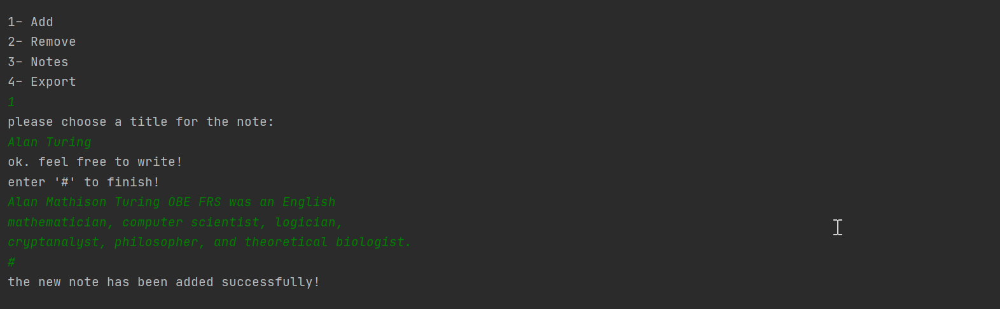 1- Add
2- Remove
3- Notes
4- Export
1
please choose a title for the note:
Alan Turing
ok. feel free to write!
enter '#' to finish!
Alan Mathison Turing OBE FRS was an English
mathematician, computer scientist, logician,
cryptanalyst, philosopher, and theoretical biologist.
#
the new note has been added successfully!